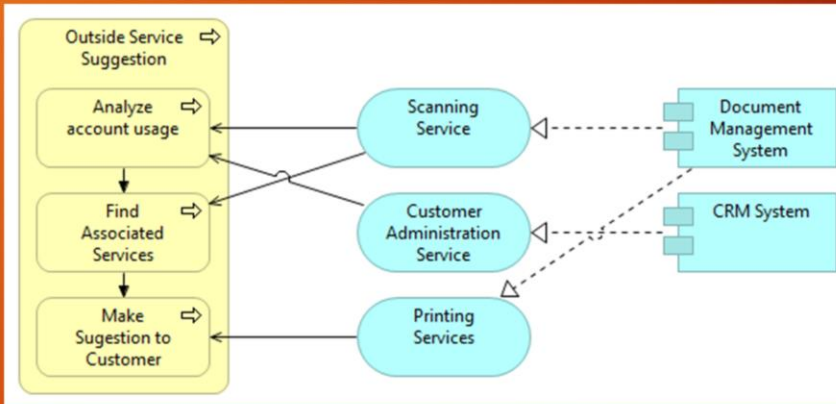 Outside Service
Suggestion
Analyze
account usage
Find
Associated
Services
Make
Sugestion to
Customer
Scanning
Service
Customer
Administration
Service
Printing
Services
Document
Management
System
CRM System